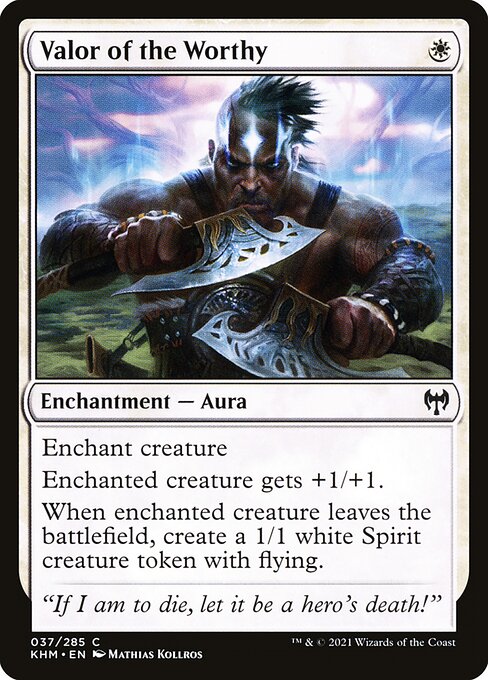 Valor of the Worthy
Enchantment — Aura
Enchant creature
Enchanted creature gets +1/+1.
When enchanted creature leaves the
battlefield, create a 1/1 white Spirit
creature token with flying.
“If I am to die, let it be a hero’s death!”
037/285 C
KHM • EN Mathias Kollros
™ & © 2021 Wizards of the Coast